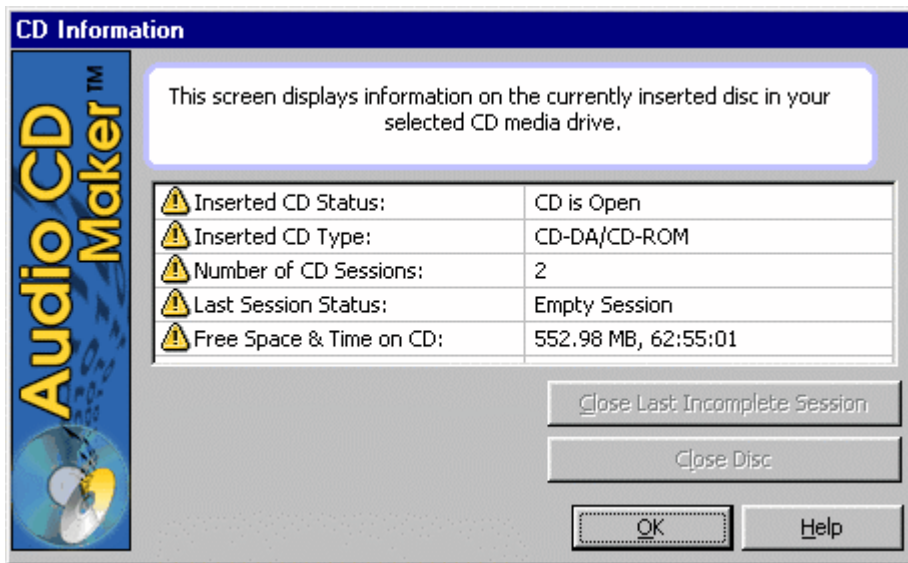 CD Information
Audio CD
Maker™
This screen displays information on the currently inserted disc in your
selected CD media drive.
Inserted CD Status: CD is Open
Inserted CD Type: CD-DA/CD-ROM
Number of CD Sessions: 2
Last Session Status: Empty Session
Free Space & Time on CD: 552.98 MB, 62:55:01
Close Last Incomplete Session
Close Disc
OK Help